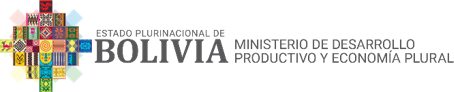 ESTADO PLURINACIONAL DE
BOLIVIA
MINISTERIO DE DESARROLLO
PRODUCTIVO Y ECONOMÍA PLURAL